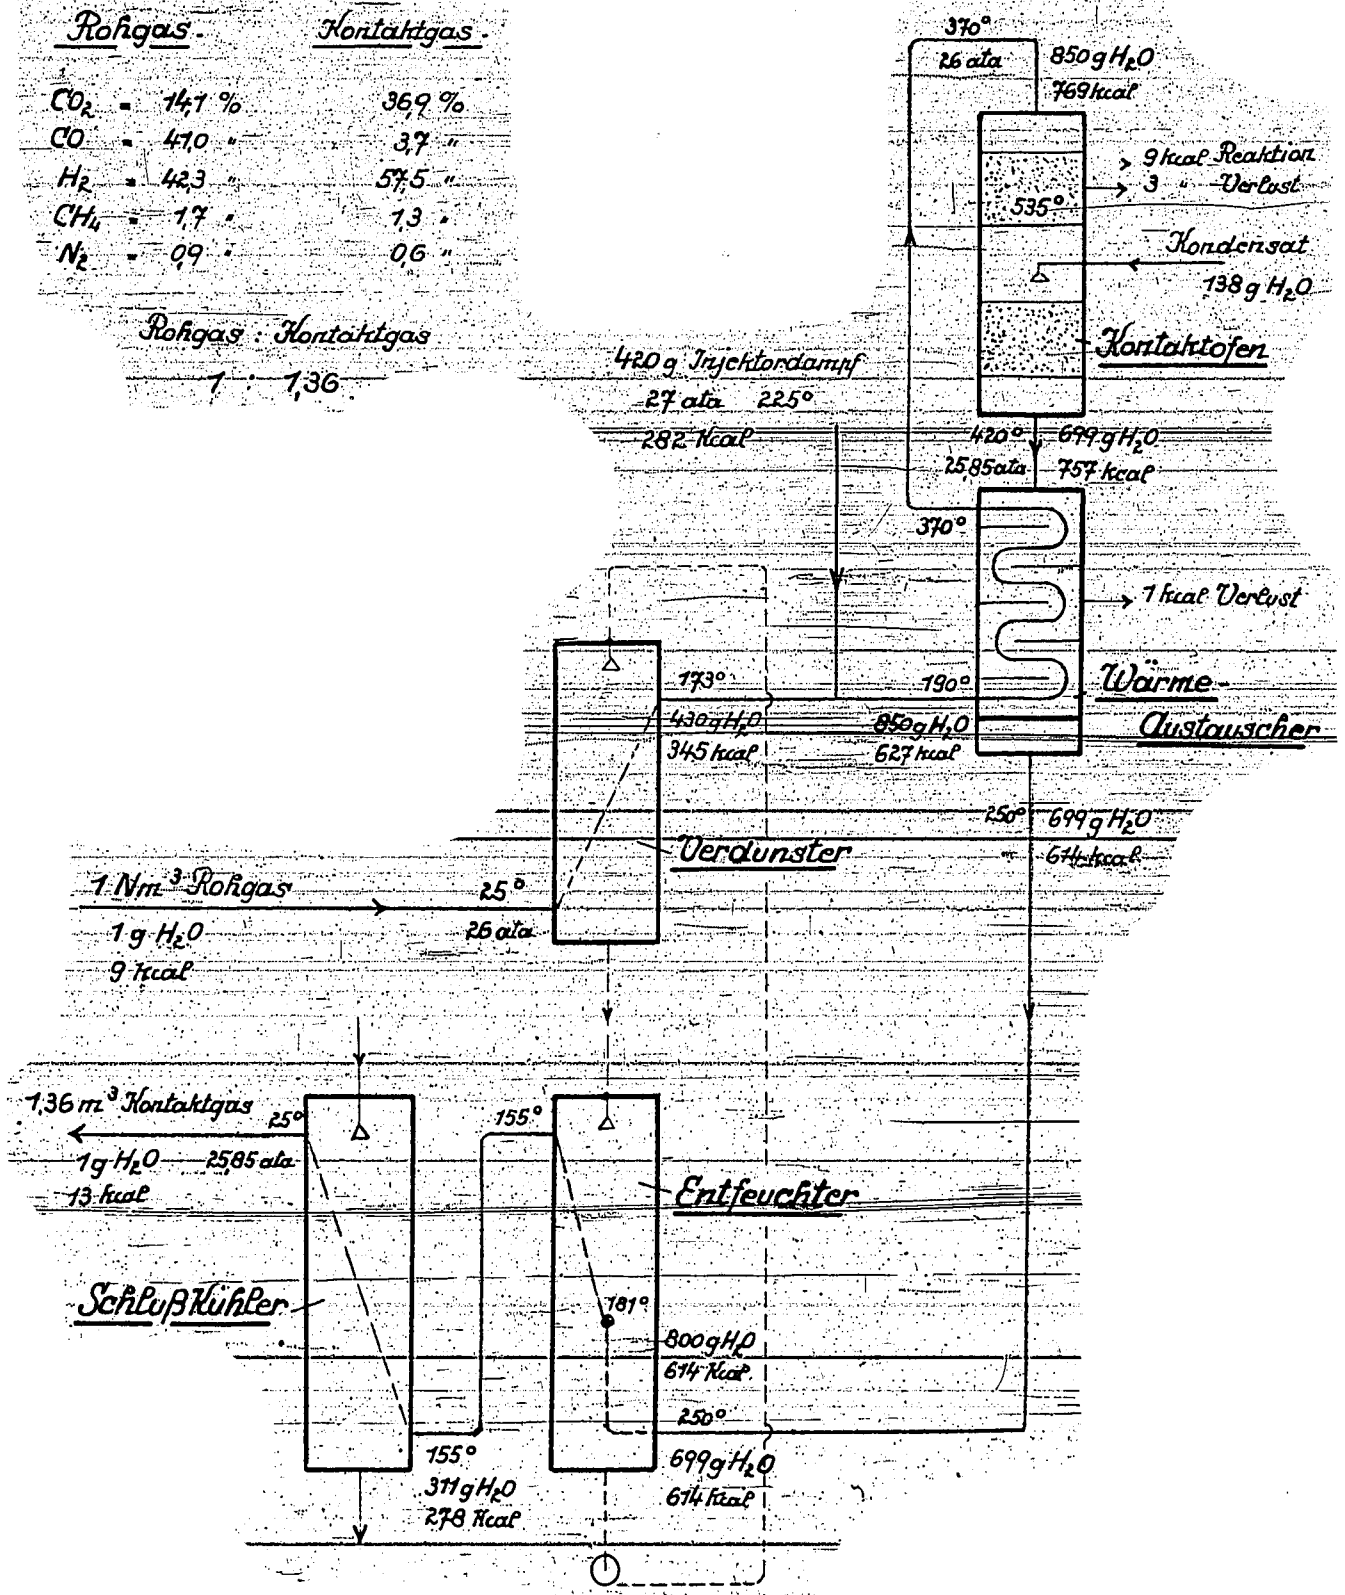 Rohgas. Kontaktgas.
CO2 = 14,1 % 36,9 %
CO = 41,0 " 3,7 "
H2 = 42,3 " 57,5 "
CH4 = 1,7 " 1,3 "
N2 = 0,9 " 0,6 "
Rohgas : Kontaktgas
1 : 1,36
370°
26 ata
850 g H2O
769 kcal
9 kcal Reaktion
3 " Verlust
535°
Kondensat
138 g H2O
Kontaktofen
420 g Injektordampf
27 ata 225°
282 kcal
420° 699 g H2O
25,85 ata 757 kcal
370°
1 kcal Verlust
173°
430 g H2O
345 kcal
190°
850 g H2O
627 kcal
Wärme-
Austauscher
Verdunster
250° 699 g H2O
614 kcal
1 Nm3 Rohgas 25°
1 g H2O 26 ata
9 kcal
1,36 m3 Kontaktgas 25°
1 g H2O 25,85 ata
13 kcal
155°
Entfeuchter
Schlußkühler
181°
800 g H2O
614 Kcal
250°
155°
311 g H2O
278 Kcal
699 g H2O
614 kcal